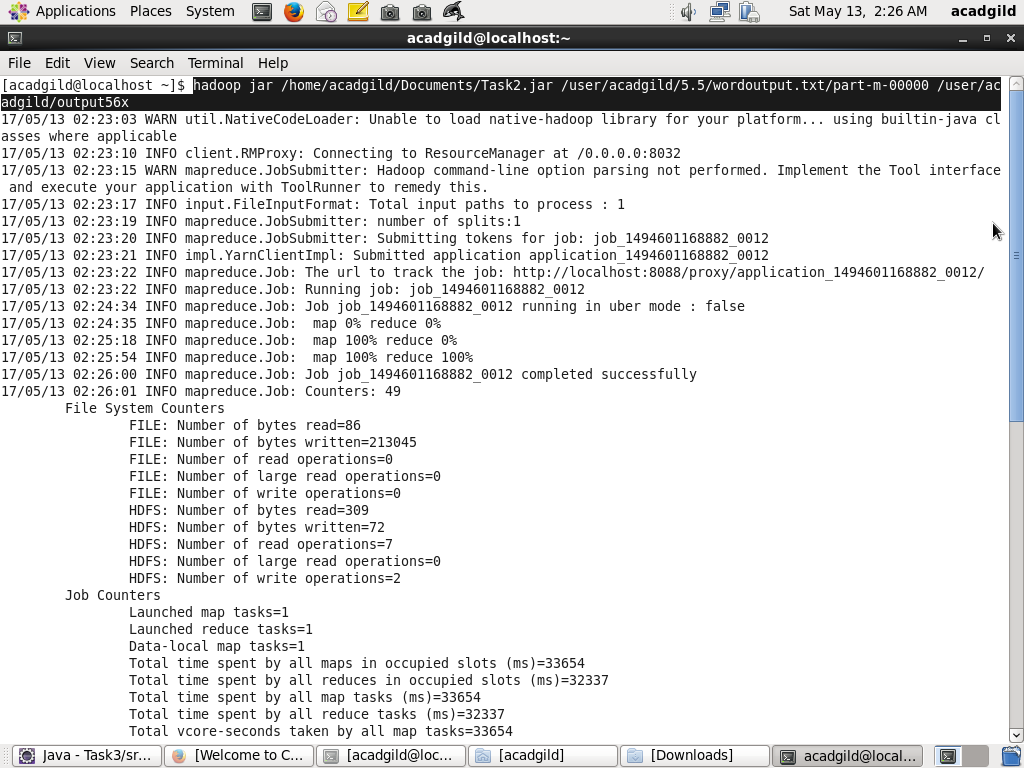 Applications Places System Sat May 13, 2:26 AM acadgild
acadgild@localhost:~
File Edit View Search Terminal Help
[acadgild@localhost ~]$ hadoop jar /home/acadgild/Documents/Task2.jar /user/acadgild/5.5/wordoutput.txt/part-m-00000 /user/ac
adgild/output56x
17/05/13 02:23:03 WARN util.NativeCodeLoader: Unable to load native-hadoop library for your platform... using builtin-java cl
asses where applicable
17/05/13 02:23:10 INFO client.RMProxy: Connecting to ResourceManager at /0.0.0.0:8032
17/05/13 02:23:15 WARN mapreduce.JobSubmitter: Hadoop command-line option parsing not performed. Implement the Tool interface
 and execute your application with ToolRunner to remedy this.
17/05/13 02:23:17 INFO input.FileInputFormat: Total input paths to process : 1
17/05/13 02:23:19 INFO mapreduce.JobSubmitter: number of splits:1
17/05/13 02:23:20 INFO mapreduce.JobSubmitter: Submitting tokens for job: job_1494601168882_0012
17/05/13 02:23:21 INFO impl.YarnClientImpl: Submitted application application_1494601168882_0012
17/05/13 02:23:22 INFO mapreduce.Job: The url to track the job: http://localhost:8088/proxy/application_1494601168882_0012/
17/05/13 02:23:22 INFO mapreduce.Job: Running job: job_1494601168882_0012
17/05/13 02:24:34 INFO mapreduce.Job: Job job_1494601168882_0012 running in uber mode : false
17/05/13 02:24:35 INFO mapreduce.Job:  map 0% reduce 0%
17/05/13 02:25:18 INFO mapreduce.Job:  map 100% reduce 0%
17/05/13 02:25:54 INFO mapreduce.Job:  map 100% reduce 100%
17/05/13 02:26:00 INFO mapreduce.Job: Job job_1494601168882_0012 completed successfully
17/05/13 02:26:01 INFO mapreduce.Job: Counters: 49
File System Counters
FILE: Number of bytes read=86
FILE: Number of bytes written=213045
FILE: Number of read operations=0
FILE: Number of large read operations=0
FILE: Number of write operations=0
HDFS: Number of bytes read=309
HDFS: Number of bytes written=72
HDFS: Number of read operations=7
HDFS: Number of large read operations=0
HDFS: Number of write operations=2
Job Counters
Launched map tasks=1
Launched reduce tasks=1
Data-local map tasks=1
Total time spent by all maps in occupied slots (ms)=33654
Total time spent by all reduces in occupied slots (ms)=32337
Total time spent by all map tasks (ms)=33654
Total time spent by all reduce tasks (ms)=32337
Total vcore-seconds taken by all map tasks=33654
Java - Task3/sr... [Welcome to C... [acadgild@loc... [acadgild] [Downloads] acadgild@local...